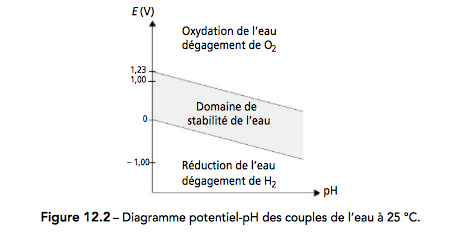 E (V)
Oxydation de l'eau
dégagement de O₂
1,23
1,00
Domaine de
stabilité de l'eau
0
Réduction de l'eau
dégagement de H₂
– 1,00
pH
Figure 12.2 – Diagramme potentiel-pH des couples de l'eau à 25 °C.